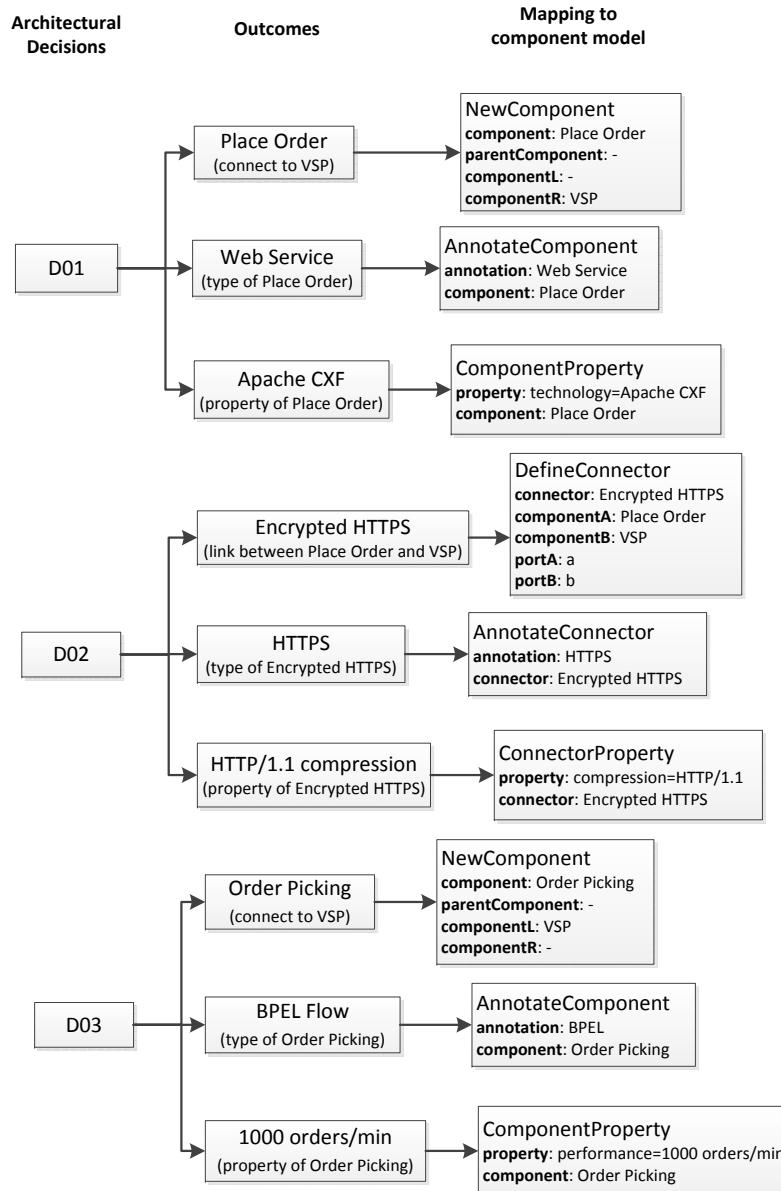 Architectural
Decisions
Outcomes
Mapping to
component model
D01
Place Order
(connect to VSP)
NewComponent
component: Place Order
parentComponent: -
componentL: -
componentR: VSP
Web Service
(type of Place Order)
AnnotateComponent
annotation: Web Service
component: Place Order
Apache CXF
(property of Place Order)
ComponentProperty
property: technology=Apache CXF
component: Place Order
D02
Encrypted HTTPS
(link between Place Order and VSP)
DefineConnector
connector: Encrypted HTTPS
componentA: Place Order
componentB: VSP
portA: a
portB: b
HTTPS
(type of Encrypted HTTPS)
AnnotateConnector
annotation: HTTPS
connector: Encrypted HTTPS
HTTP/1.1 compression
(property of Encrypted HTTPS)
ConnectorProperty
property: compression=HTTP/1.1
connector: Encrypted HTTPS
D03
Order Picking
(connect to VSP)
NewComponent
component: Order Picking
parentComponent: -
componentL: VSP
componentR: -
BPEL Flow
(type of Order Picking)
AnnotateComponent
annotation: BPEL
component: Order Picking
1000 orders/min
(property of Order Picking)
ComponentProperty
property: performance=1000 orders/min
component: Order Picking